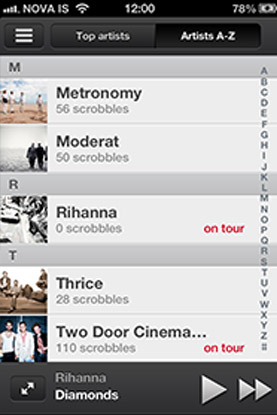 NOVA IS 12:00 78%
Top artists Artists A-Z
M
Metronomy
56 scrobbles
Moderat
50 scrobbles
R
Rihanna
0 scrobbles on tour
T
Thrice
28 scrobbles
Two Door Cinema...
110 scrobbles on tour
A
B
C
D
E
F
G
H
I
J
K
L
M
N
O
P
Q
R
S
T
U
V
W
X
Y
Z
#
Rihanna
Diamonds